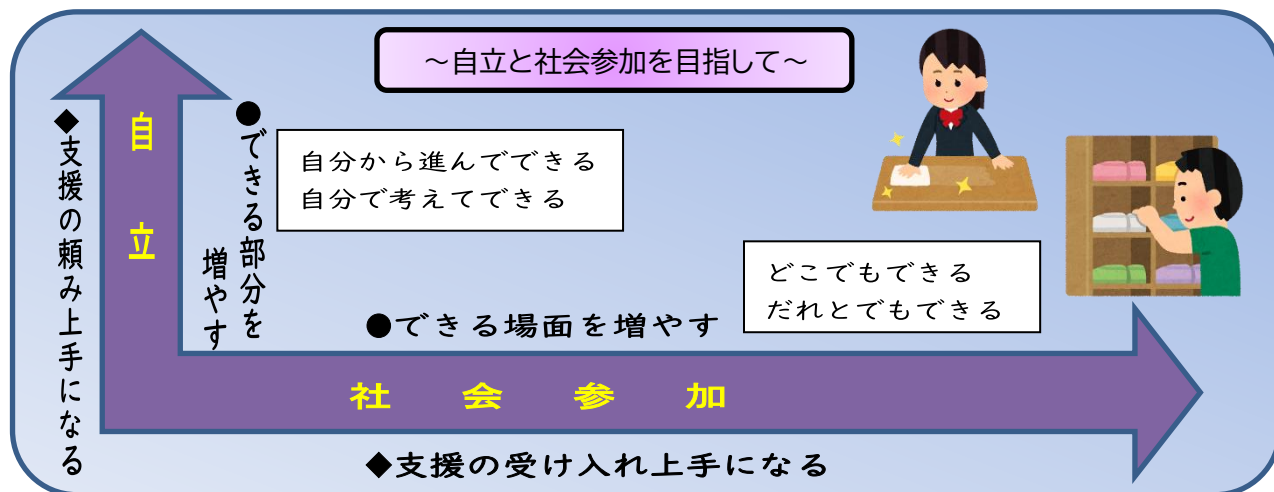 ～自立と社会参加を目指して～
◆支援の頼み上手になる
自立
●できる部分を
増やす
自分から進んでできる
自分で考えてできる
どこでもできる
だれとでもできる
●できる場面を増やす
社会参加
◆支援の受け入れ上手になる